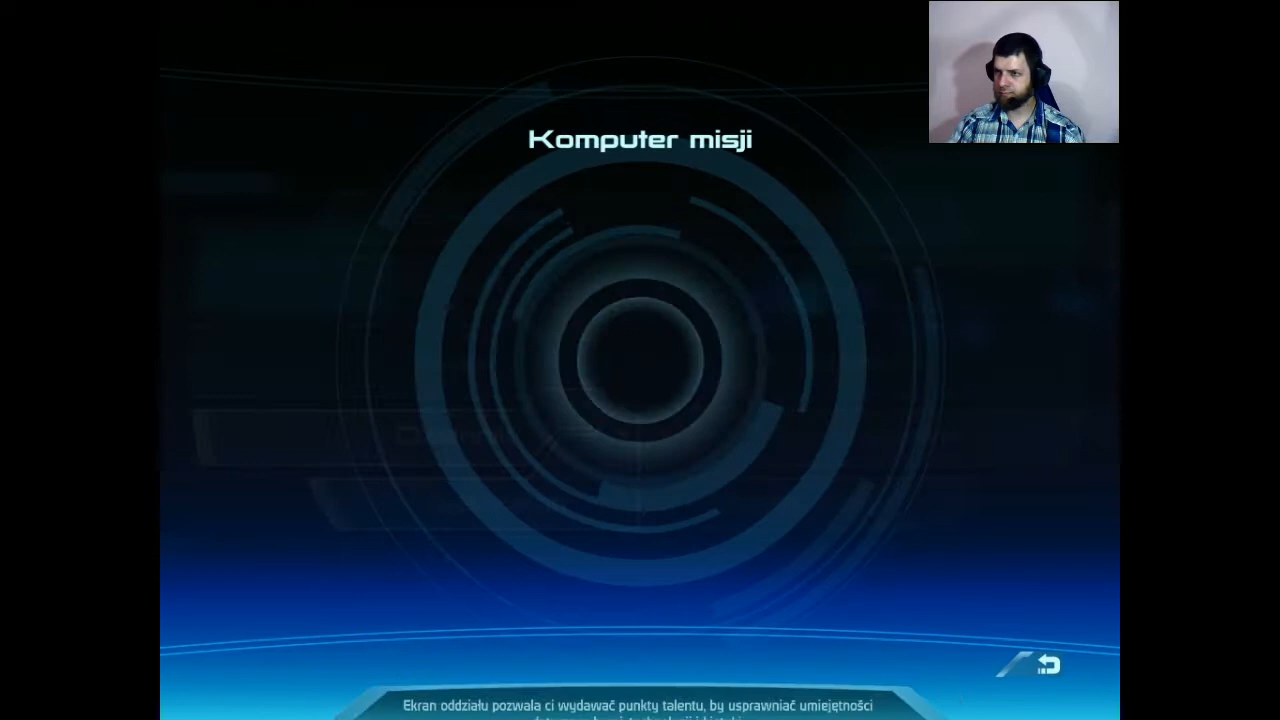 Komputer misji
Ekran oddziału pozwala ci wydawać punkty talentu, by usprawniać umiejętności